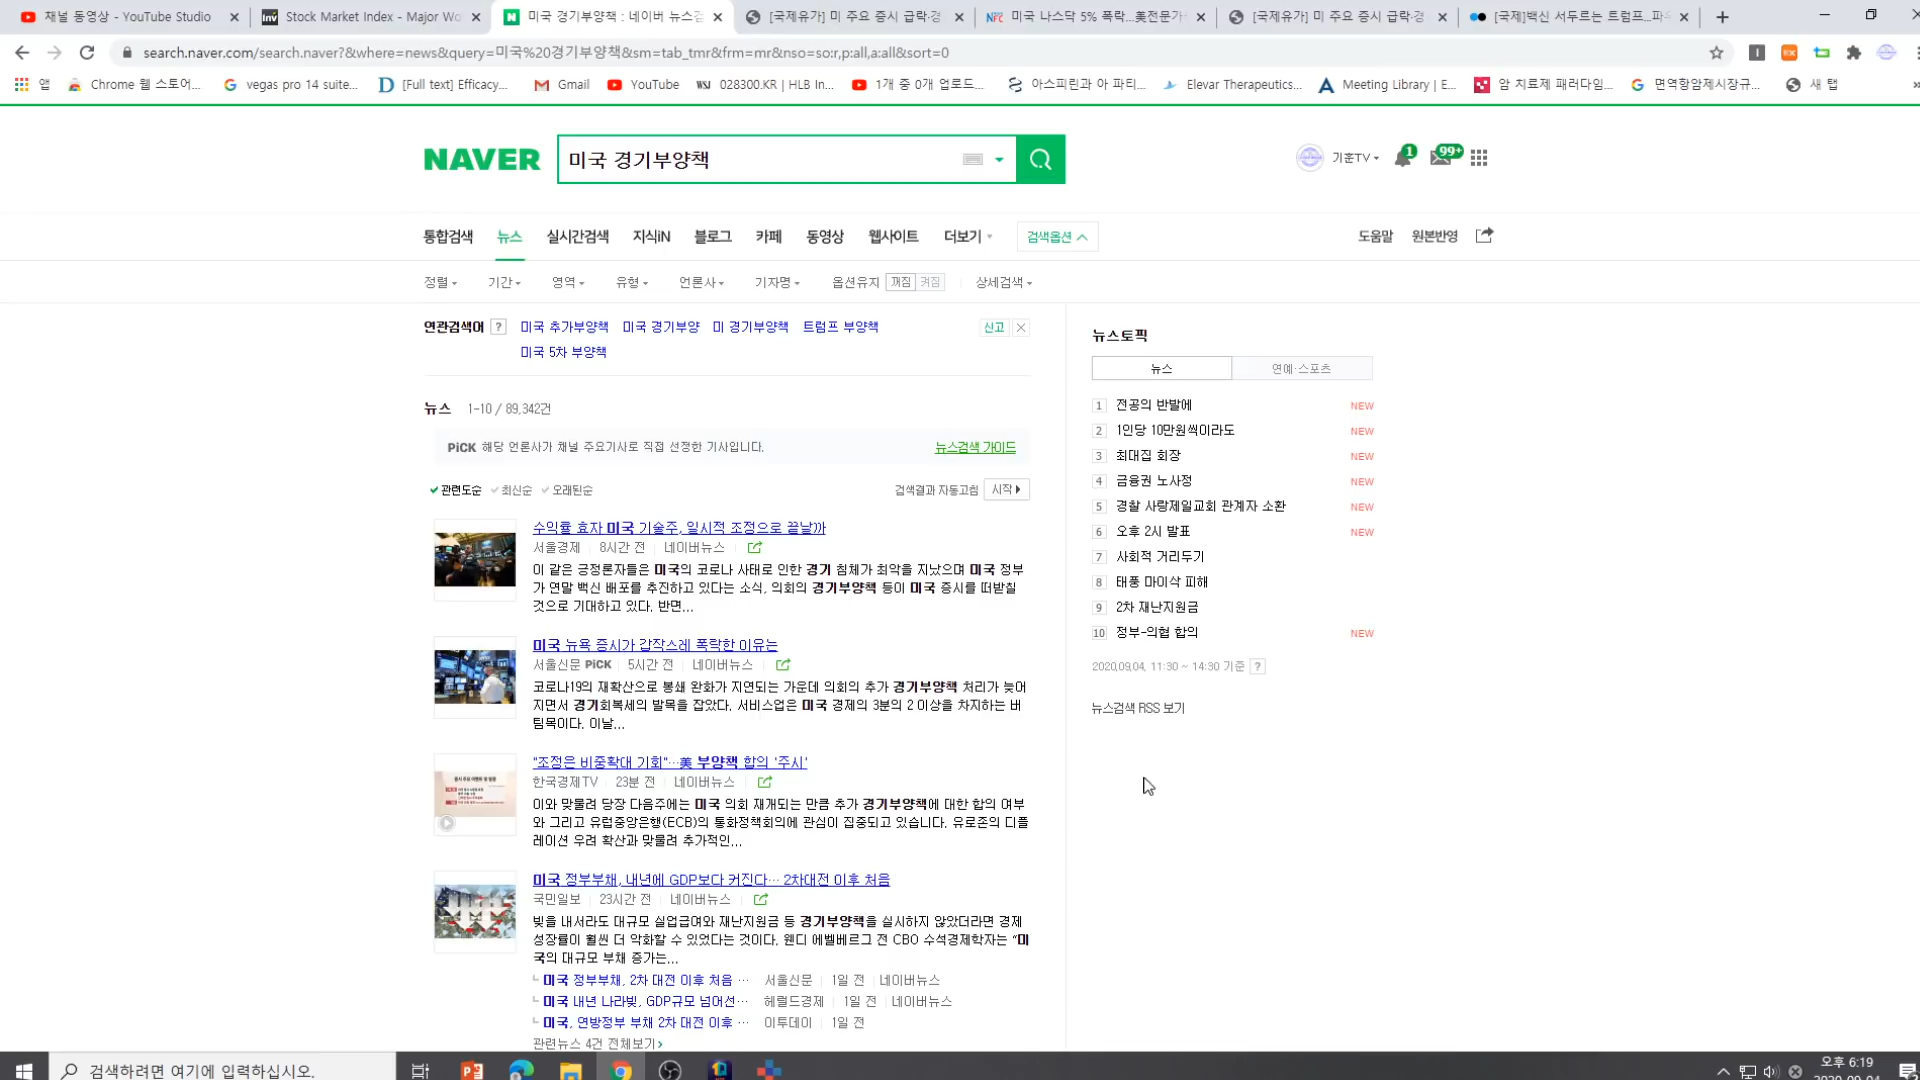 채널 동영상 - YouTube Studio
Stock Market Index - Major Wo
미국 경기부양책 : 네이버 뉴스검
[국제유가] 미 주요 증시 급락·경
미국 나스닥 5% 폭락...美전문가
[국제유가] 미 주요 증시 급락·경
[국제]백신 서두르는 트럼프...파우
search.naver.com/search.naver?&where=news&query=미국%20경기부양책&sm=tab_tmr&frm=mr&nso=so:r,p:all,a:all&sort=0
앱
Chrome 웹 스토어...
vegas pro 14 suite...
[Full text] Efficacy...
Gmail
YouTube
028300.KR | HLB In...
1개 중 0개 업로드...
아스피린과 아 파티...
Elevar Therapeutics...
Meeting Library | E...
암 치료제 패러다임...
면역항암제시장규...
새 탭
NAVER
미국 경기부양책
기훈TV
1
99+
통합검색 뉴스 실시간검색 지식iN 블로그 카페 동영상 웹사이트 더보기 검색옵션
도움말 원본반영
정렬 기간 영역 유형 언론사 기자명 옵션유지 꺼짐 켜짐 상세검색
연관검색어 ? 미국 추가부양책 미국 경기부양 미 경기부양책 트럼프 부양책
신고
미국 5차 부양책
뉴스 1-10 / 89,342건
PiCK 해당 언론사가 채널 주요기사로 직접 선정한 기사입니다.
뉴스검색 가이드
관련도순 최신순 오래된순
검색결과 자동고침 시작
수익률 효자 미국 기술주, 일시적 조정으로 끝날까
서울경제 8시간 전 네이버뉴스
이 같은 긍정론자들은 미국의 코로나 사태로 인한 경기 침체가 최악을 지났으며 미국 정부
가 연말 백신 배포를 추진하고 있다는 소식, 의회의 경기부양책 등이 미국 증시를 떠받칠
것으로 기대하고 있다. 반면...
미국 뉴욕 증시가 갑작스레 폭락한 이유는
서울신문 PiCK 5시간 전 네이버뉴스
코로나19의 재확산으로 봉쇄 완화가 지연되는 가운데 의회의 추가 경기부양책 처리가 늦어
지면서 경기회복세의 발목을 잡았다. 서비스업은 미국 경제의 3분의 2 이상을 차지하는 버
팀목이다. 이날...
"조정은 비중확대 기회"…美 부양책 합의 '주시'
한국경제TV 23분 전 네이버뉴스
이와 맞물려 당장 다음주에는 미국 의회 재개되는 만큼 추가 경기부양책에 대한 합의 여부
와 그리고 유럽중앙은행(ECB)의 통화정책회의에 관심이 집중되고 있습니다. 유로존의 디플
레이션 우려 확산과 맞물려 추가적인...
미국 정부부채, 내년에 GDP보다 커진다… 2차대전 이후 처음
국민일보 23시간 전 네이버뉴스
빚을 내서라도 대규모 실업급여와 재난지원금 등 경기부양책을 실시하지 않았더라면 경제
성장률이 훨씬 더 악화할 수 있었다는 것이다. 웬디 에벨베르그 전 CBO 수석경제학자는 “미
국의 대규모 부채 증가는...
미국 정부부채, 2차 대전 이후 처음 … 서울신문 1일 전 네이버뉴스
미국 내년 나라빚, GDP규모 넘어선… 헤럴드경제 1일 전 네이버뉴스
미국, 연방정부 부채 2차 대전 이후 … 이투데이 1일 전
관련뉴스 4건 전체보기
뉴스토픽
뉴스 연예·스포츠
1 전공의 반발에 NEW
2 1인당 10만원씩이라도 NEW
3 최대집 회장 NEW
4 금융권 노사정 NEW
5 경찰 사랑제일교회 관계자 소환 NEW
6 오후 2시 발표 NEW
7 사회적 거리두기
8 태풍 마이삭 피해
9 2차 재난지원금
10 정부-의협 합의 NEW
2020.09.04. 11:30 ~ 14:30 기준 ?
뉴스검색 RSS 보기
검색하려면 여기에 입력하십시오.
오후 6:19
2020-09-04